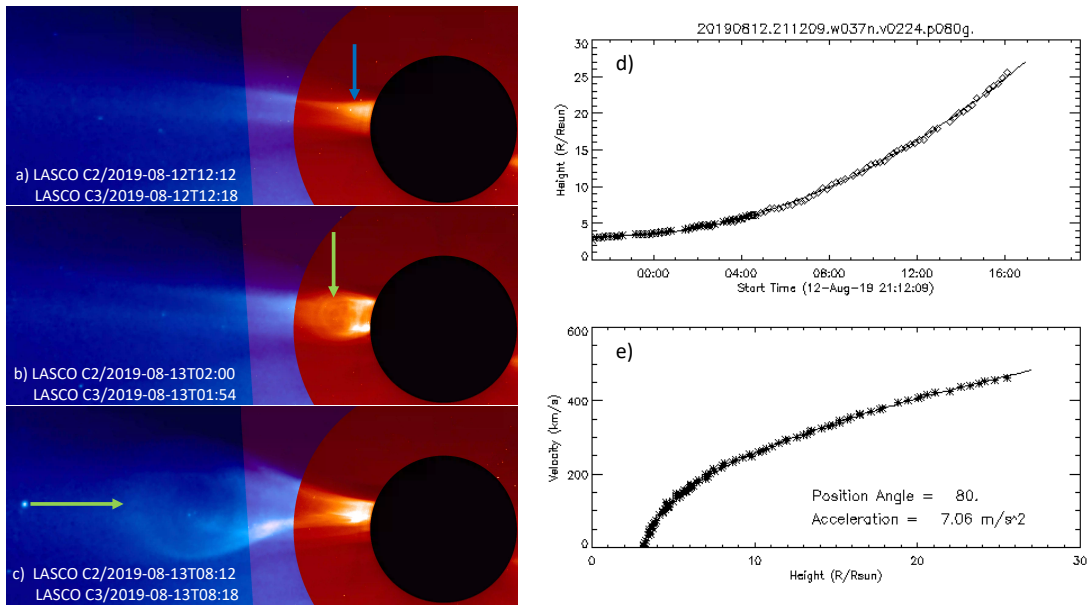 a) LASCO C2/2019-08-12T12:12
LASCO C3/2019-08-12T12:18
b) LASCO C2/2019-08-13T02:00
LASCO C3/2019-08-13T01:54
c) LASCO C2/2019-08-13T08:12
LASCO C3/2019-08-13T08:18
20190812.211209.w037n.v0224.p080g.
d)
30
25
20
15
10
5
0
Height (R/Rsun)
00:00 04:00 08:00 12:00 16:00
Start Time (12-Aug-19 21:12:09)
e)
600
400
200
0
Velocity (km/s)
Position Angle = 80.
Acceleration = 7.06 m/s^2
0 10 20 30
Height (R/Rsun)